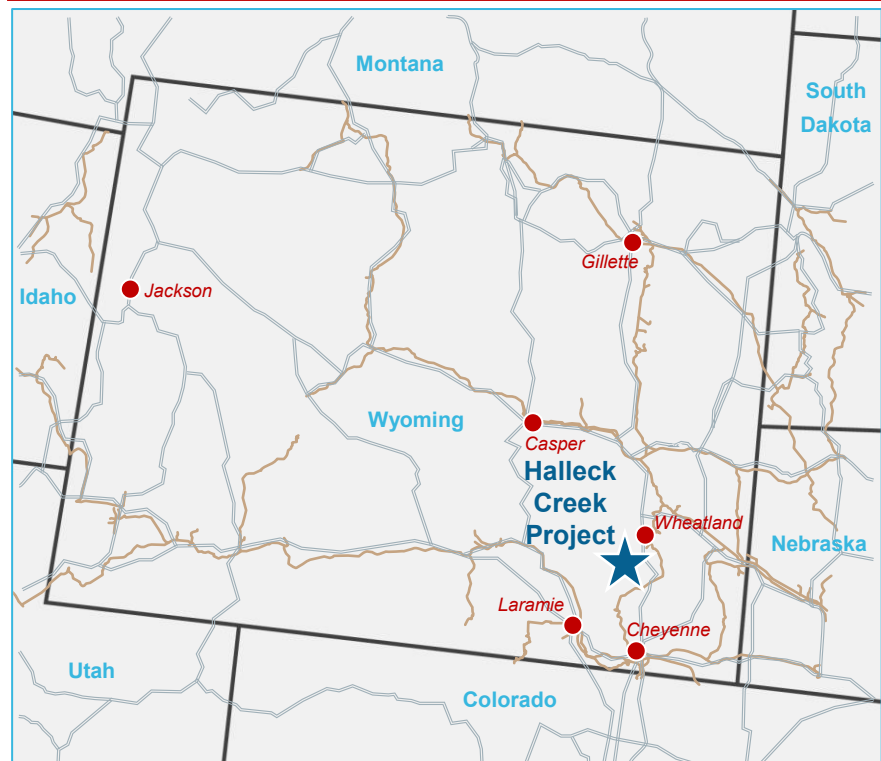 Montana
South
Dakota
Gillette
Idaho
Jackson
Wyoming
Casper
Halleck
Creek
Project
Wheatland
Nebraska
Laramie
Cheyenne
Utah
Colorado